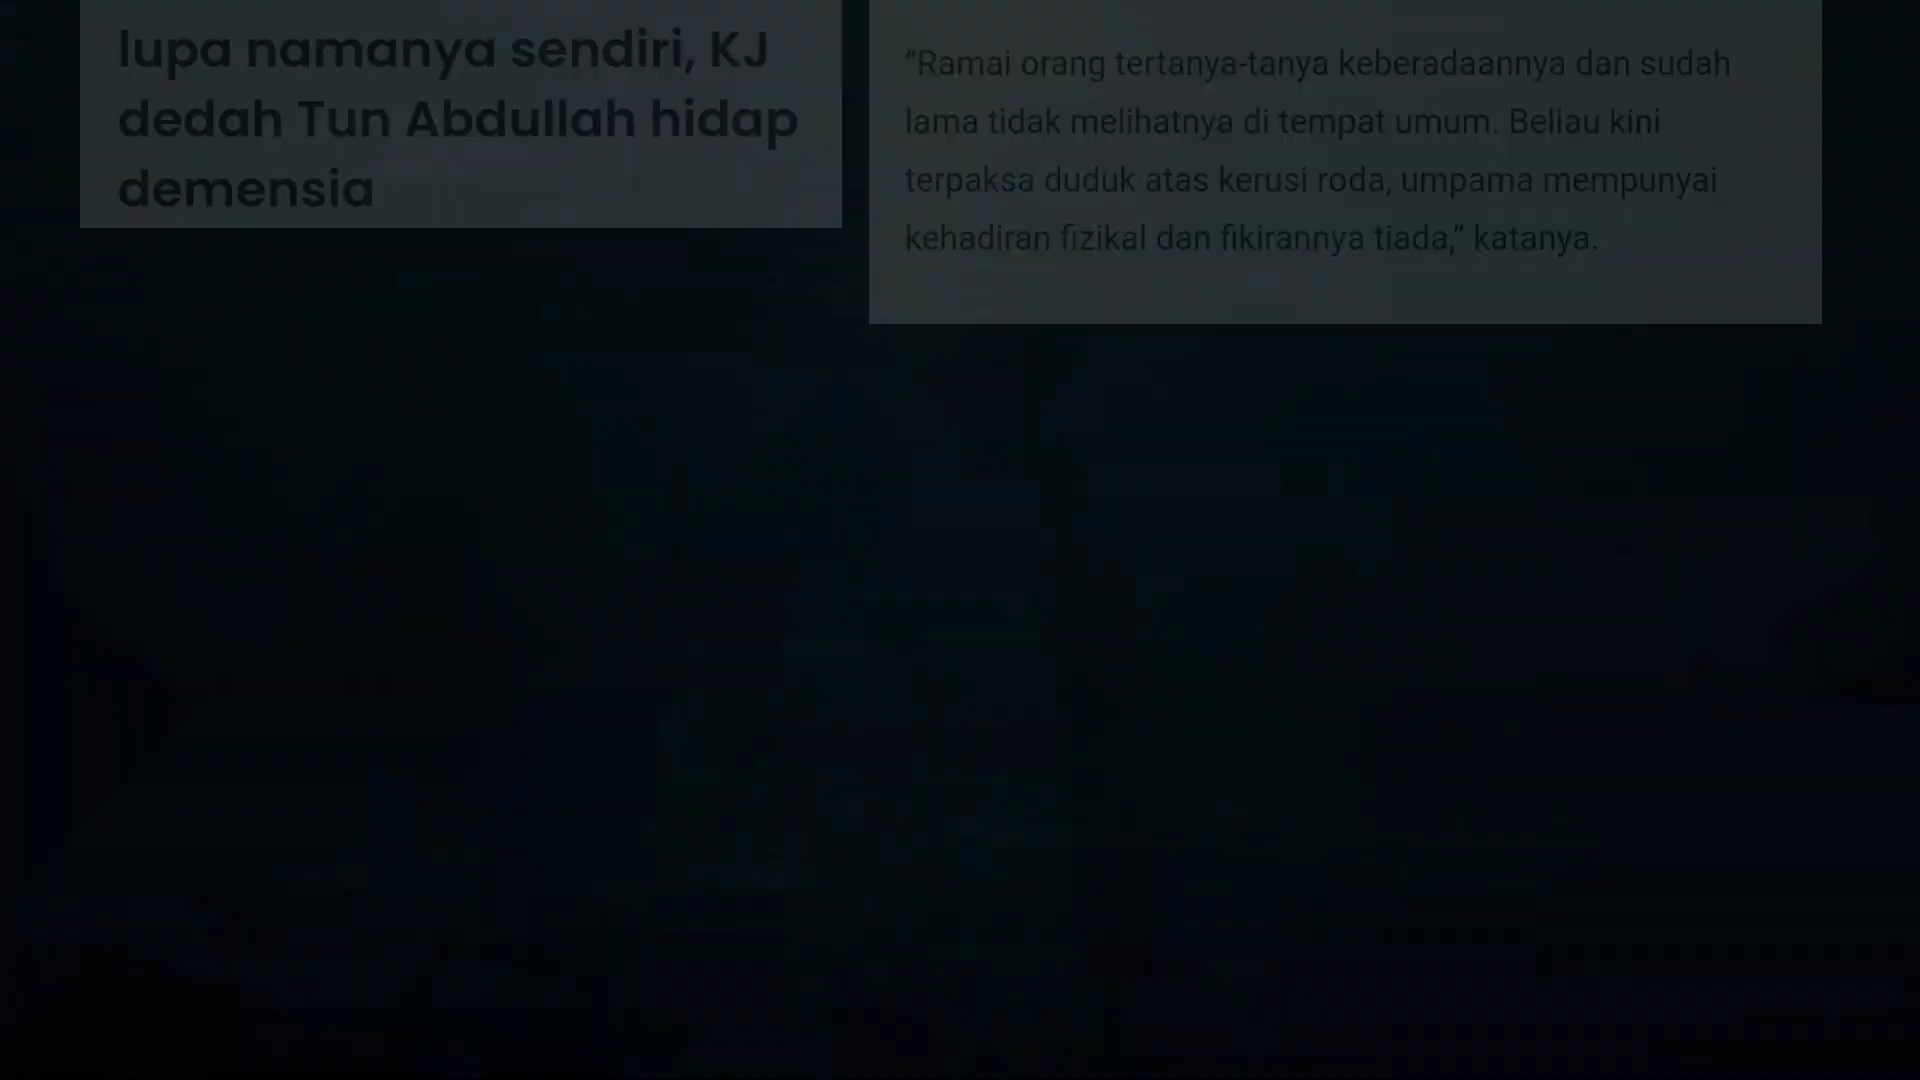 lupa namanya sendiri, KJ
dedah Tun Abdullah hidap
demensia
“Ramai orang tertanya-tanya keberadaannya dan sudah
lama tidak melihatnya di tempat umum. Beliau kini
terpaksa duduk atas kerusi roda, umpama mempunyai
kehadiran fizikal dan fikirannya tiada,” katanya.